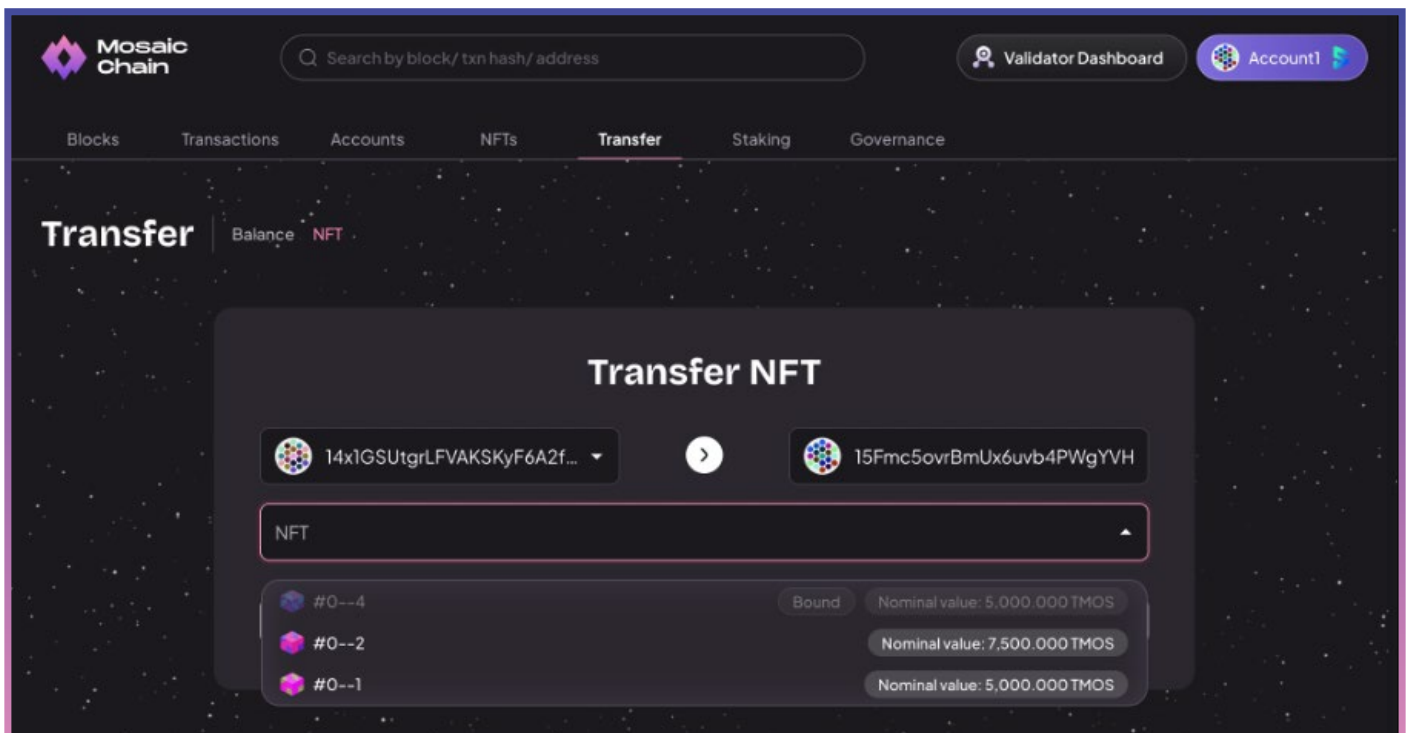 Mosaic
Chain
Search by block/ txn hash/ address
Validator Dashboard
Account1
Blocks Transactions Accounts NFTs Transfer Staking Governance
Transfer Balance NFT
Transfer NFT
14x1GSUtgrLFVAKSKyF6A2f... 15Fmc5ovrBmUx6uvb4PWgYVH
NFT
#0--4 Bound Nominal value: 5,000.000 TMOS
#0--2 Nominal value: 7,500.000 TMOS
#0--1 Nominal value: 5,000.000 TMOS